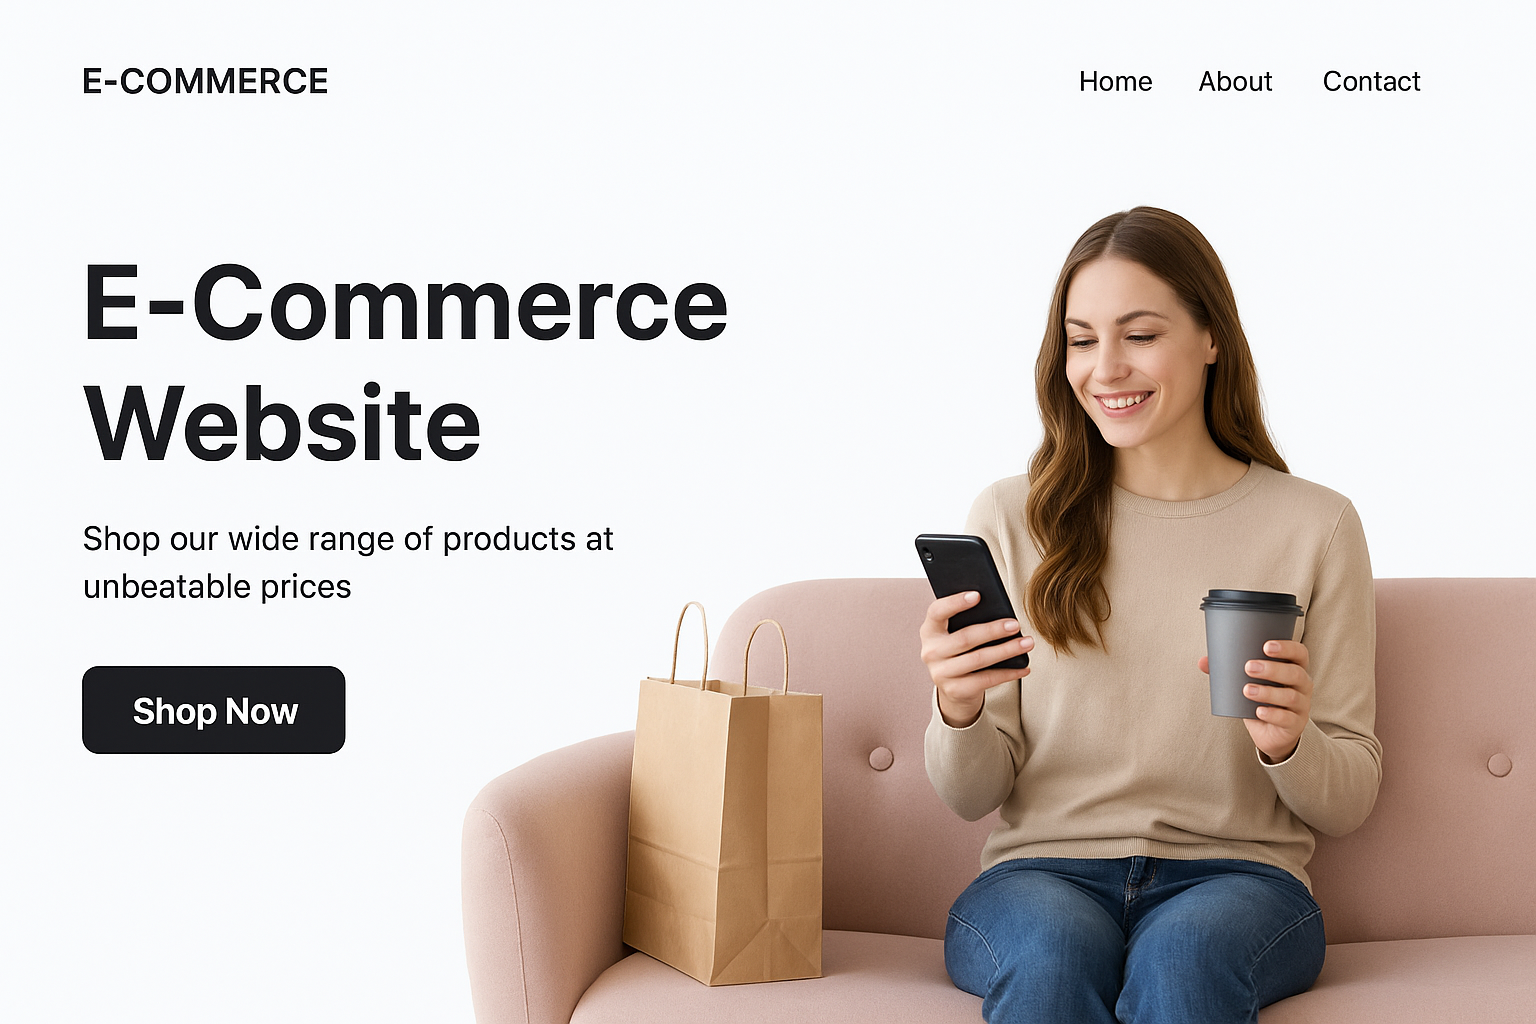 E-COMMERCE
Home About Contact
E-Commerce
Website
Shop our wide range of products at
unbeatable prices
Shop Now